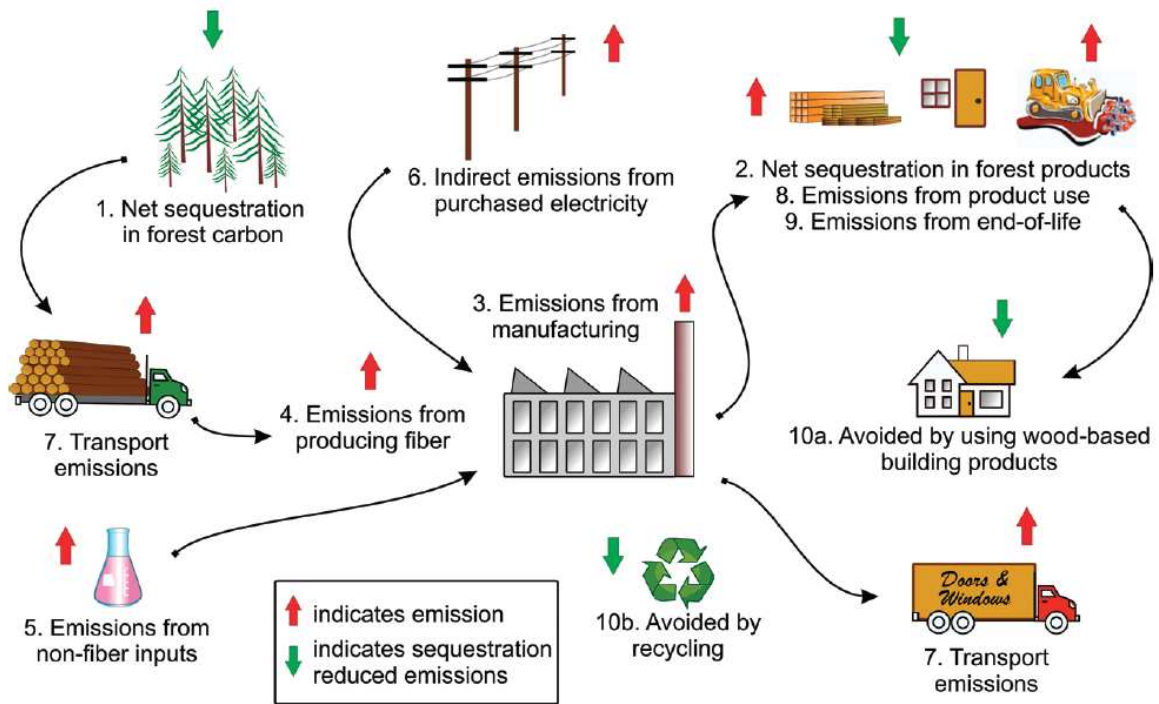 1. Net sequestration
in forest carbon
6. Indirect emissions from
purchased electricity
2. Net sequestration in forest products
8. Emissions from product use
9. Emissions from end-of-life
3. Emissions from
manufacturing
7. Transport
emissions
4. Emissions from
producing fiber
10a. Avoided by using wood-based
building products
5. Emissions from
non-fiber inputs
indicates emission
indicates sequestration
reduced emissions
10b. Avoided by
recycling
Doors &
Windows
7. Transport
emissions